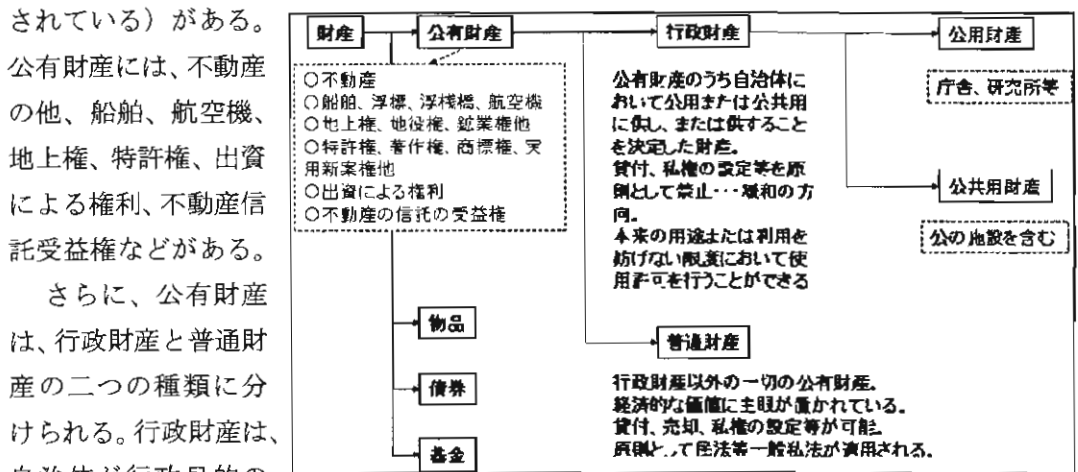 されている）がある。
公有財産には、不動産
の他、船舶、航空機、
地上権、特許権、出資
による権利、不動産信
託受益権などがある。
さらに、公有財産
は、行政財産と普通財
産の二つの種類に分
けられる。行政財産は、
自治体が行政目的の
財産
公有財産
行政財産
公用財産
○不動産
○船舶、浮標、浮桟橋、航空機
○地上権、地役権、鉱業権他
○特許権、著作権、商標権、実
用新案権他
○出資による権利
○不動産の信託の受益権
公有財産のうち自治体に
おいて公用または公共用
に供し、または供すること
を決定した財産。
貸付、私権の設定等を原
則として禁止･･･緩和の方
向。
本来の用途または利用を
妨げない限度において使
用許可を行うことができる
庁舎、研究所等
公共用財産
公の施設を含む
物品
債券
基金
普通財産
行政財産以外の一切の公有財産。
経済的な価値に主眼が置かれている。
貸付、売却、私権の設定等が可能。
原則として民法等一般私法が適用される。